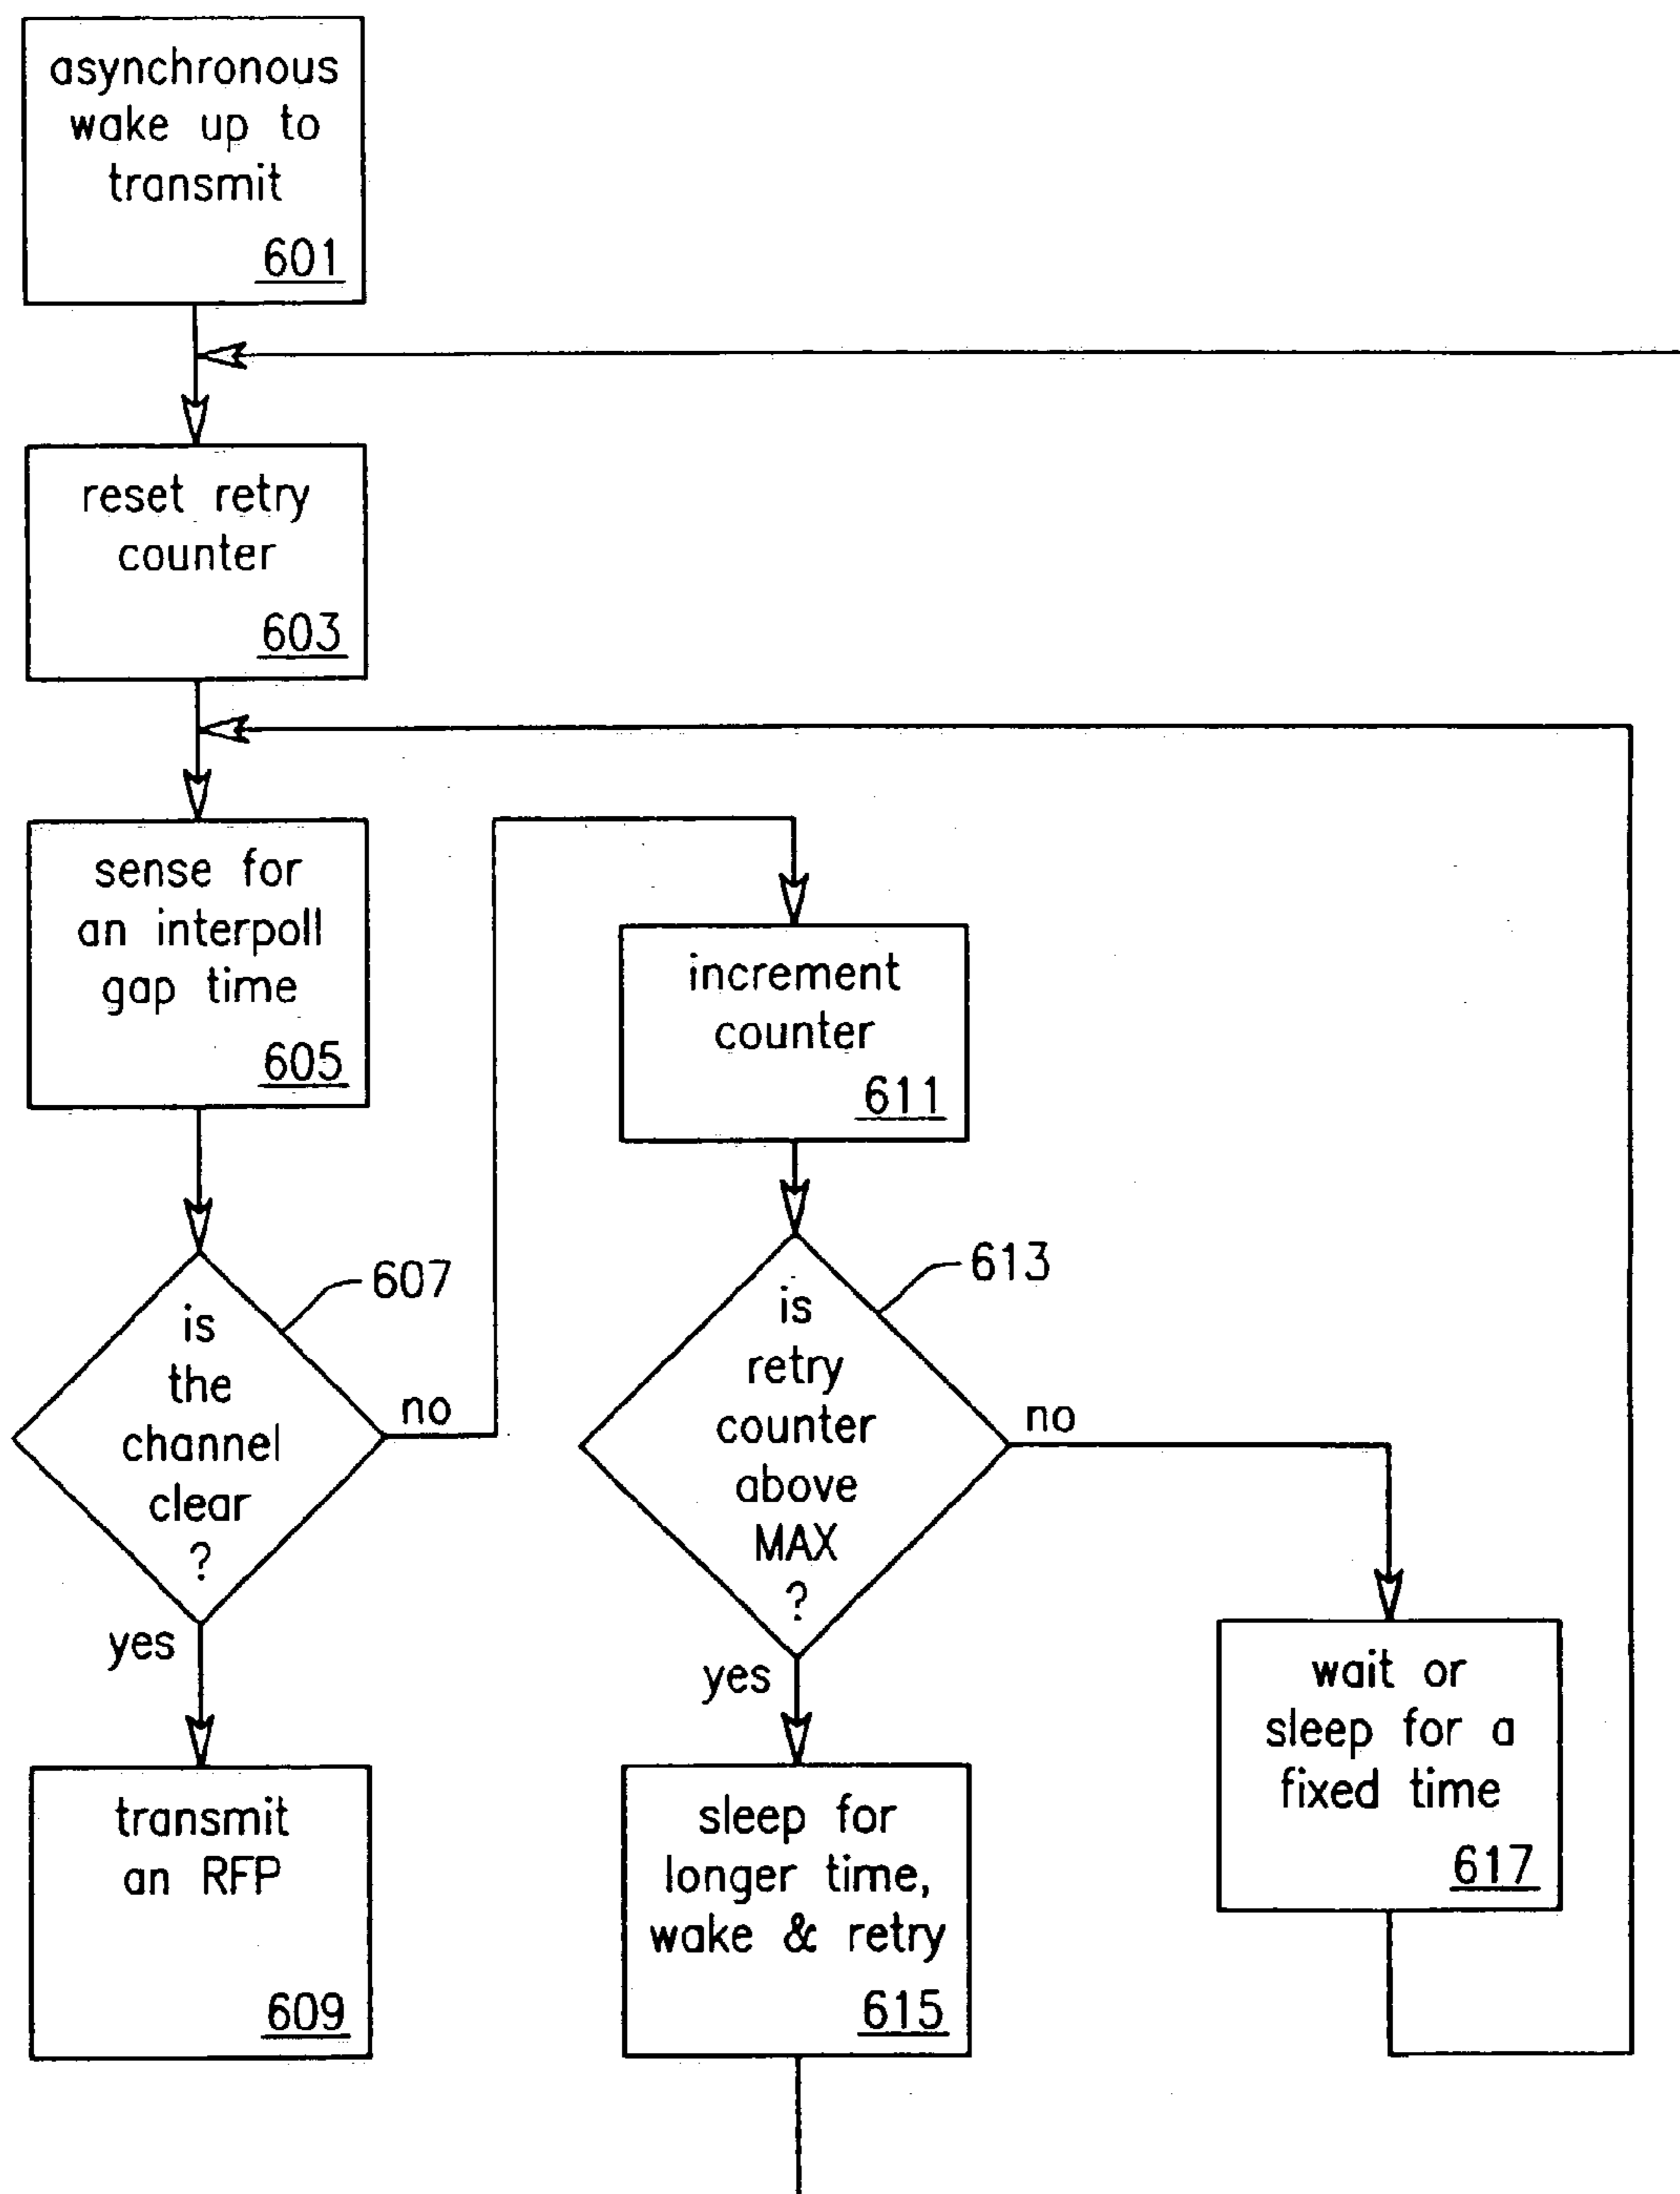 asynchronous
wake up to
transmit
601
reset retry
counter
603
sense for
an interpoll
gap time
605
is
the
channel
clear
?
607
no
yes
transmit
an RFP
609
increment
counter
611
is
retry
counter
above
MAX
?
613
no
yes
sleep for
longer time,
wake & retry
615
wait or
sleep for a
fixed time
617